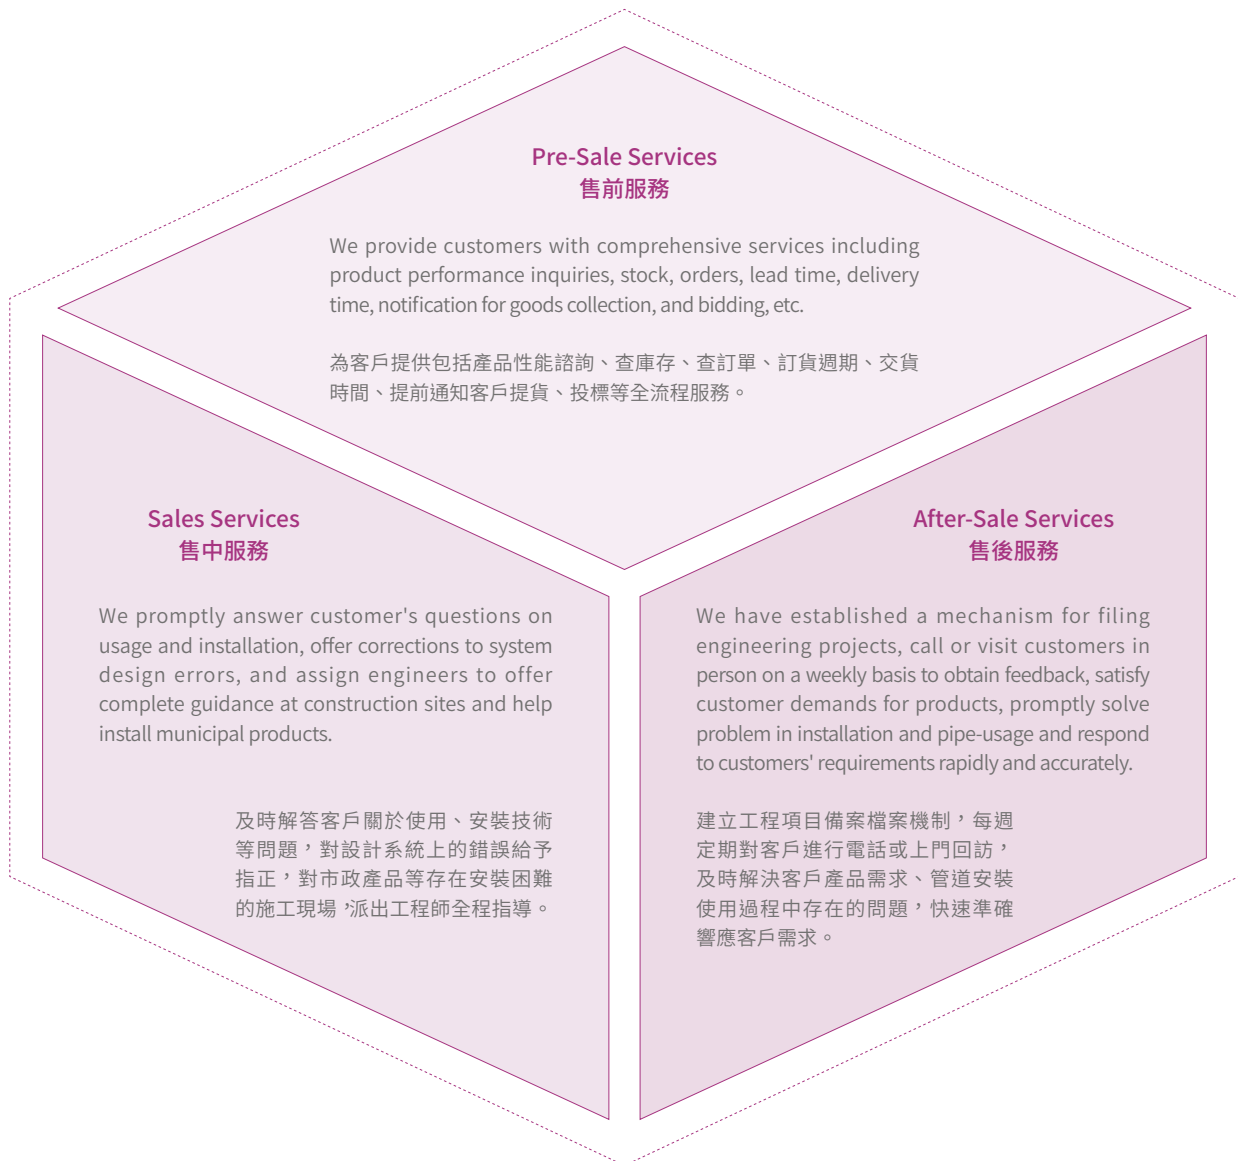 Pre-Sale Services
售前服務
We provide customers with comprehensive services including
product performance inquiries, stock, orders, lead time, delivery
time, notification for goods collection, and bidding, etc.
為客戶提供包括產品性能諮詢、查庫存、查訂單、訂貨週期、交貨
時間、提前通知客戶提貨、投標等全流程服務。
Sales Services
售中服務
We promptly answer customer's questions on
usage and installation, offer corrections to system
design errors, and assign engineers to offer
complete guidance at construction sites and help
install municipal products.
及時解答客戶關於使用、安裝技術
等問題，對設計系統上的錯誤給予
指正，對市政產品等存在安裝困難
的施工現場，派出工程師全程指導。
After-Sale Services
售後服務
We have established a mechanism for filing
engineering projects, call or visit customers in
person on a weekly basis to obtain feedback, satisfy
customer demands for products, promptly solve
problem in installation and pipe-usage and respond
to customers' requirements rapidly and accurately.
建立工程項目備案檔案機制，每週
定期對客戶進行電話或上門回訪，
及時解決客戶產品需求、管道安裝
使用過程中存在的問題，快速準確
響應客戶需求。